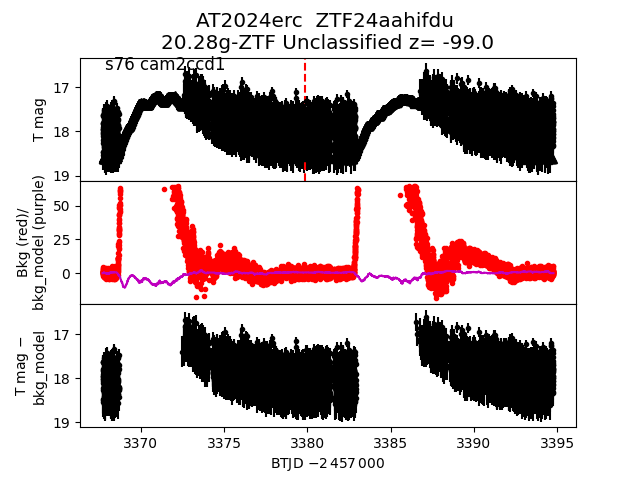 AT2024erc  ZTF24aahifdu
20.28g-ZTF Unclassified z= -99.0
s76 cam2ccd1
T mag
17
18
19
Bkg (red)/
bkg_model (purple)
50
25
0
T mag −
bkg_model
17
18
19
3370 3375 3380 3385 3390 3395
BTJD −2 457 000